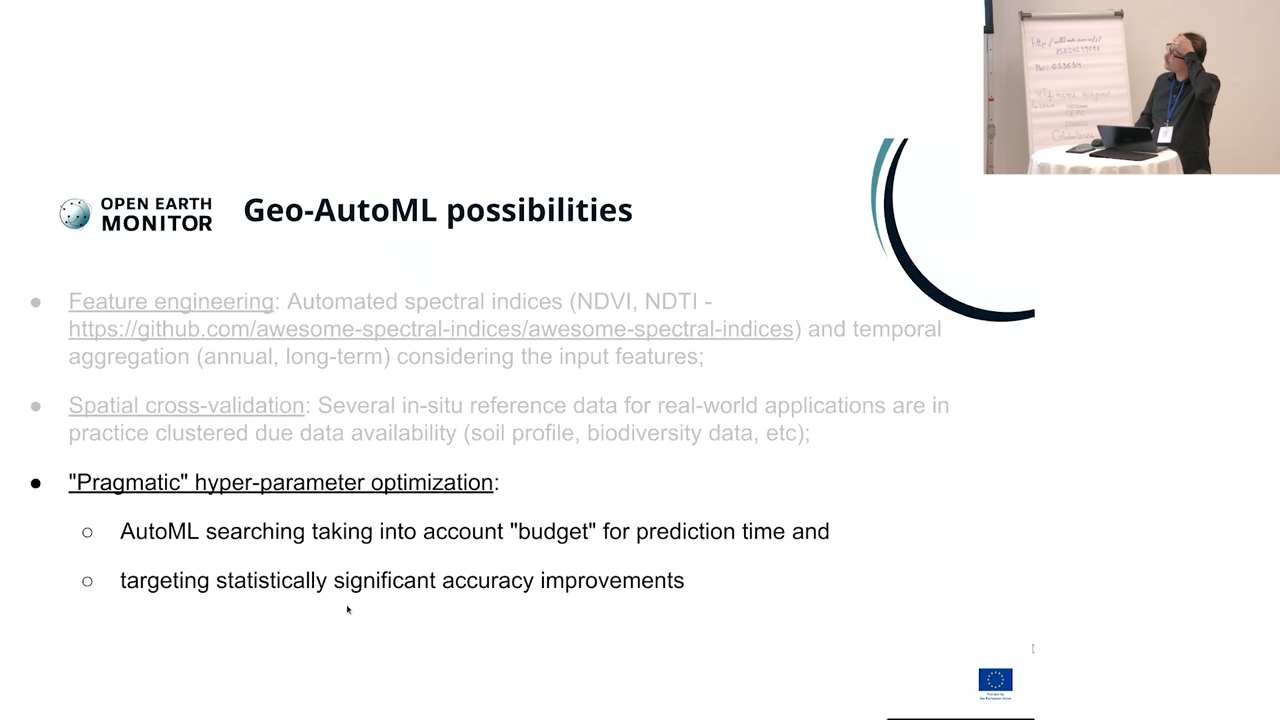 OPEN EARTH
MONITOR
Geo-AutoML possibilities
● Feature engineering: Automated spectral indices (NDVI, NDTI -
https://github.com/awesome-spectral-indices/awesome-spectral-indices) and temporal
aggregation (annual, long-term) considering the input features;
● Spatial cross-validation: Several in-situ reference data for real-world applications are in
practice clustered due data availability (soil profile, biodiversity data, etc);
● "Pragmatic" hyper-parameter optimization:
○ AutoML searching taking into account "budget" for prediction time and
○ targeting statistically significant accuracy improvements